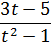 3t − 5
t² − 1